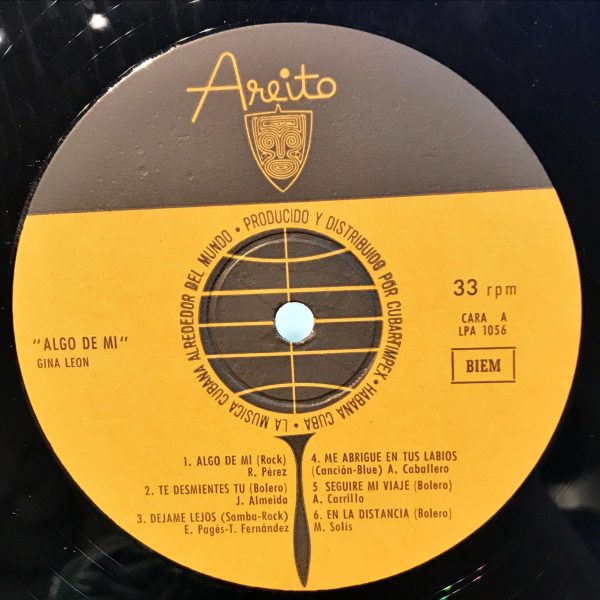 Areito
PRODUCIDO Y DISTRIBUIDO POR CUBARTIMPEX • HABANA CUBA • LA MUSICA CUBANA ALREDEDOR DEL MUNDO •
33 rpm
CARA A
LPA 1056
BIEM
"ALGO DE MI"
GINA LEON
1. ALGO DE MI (Rock)
R. Pérez
2. TE DESMIENTES TU (Bolero)
J. Almeida
3. DEJAME LEJOS (Samba-Rock)
E. Pagés-T. Fernández
4. ME ABRIGUE EN TUS LABIOS
(Canción-Blue) A. Caballero
5 SEGUIRE MI VIAJE (Bolero)
A. Carrillo
6. EN LA DISTANCIA (Bolero)
M. Solis